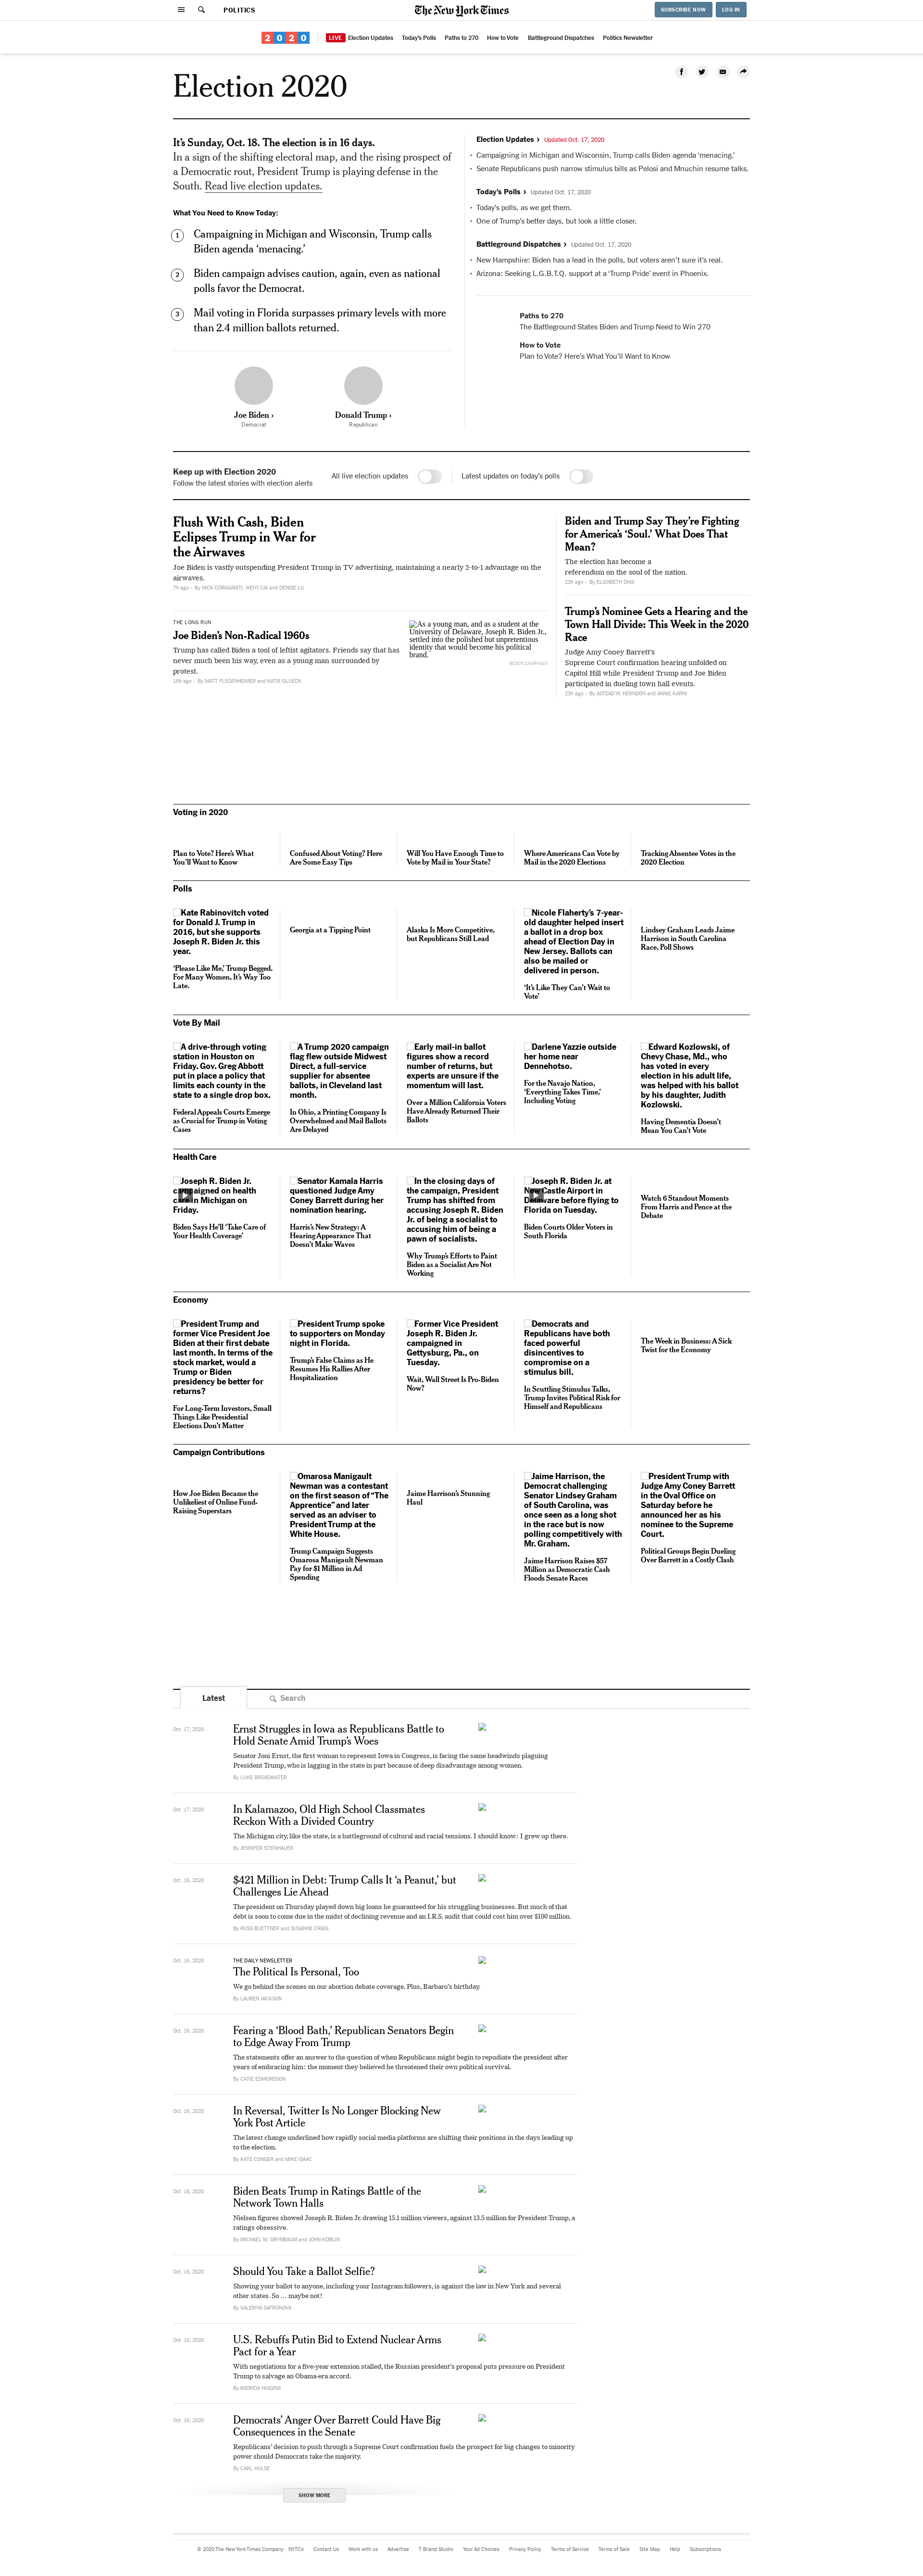 POLITICS
The New York Times
SUBSCRIBE NOW
LOG IN
2020
LIVE Election Updates
Today's Polls
Paths to 270
How to Vote
Battleground Dispatches
Politics Newsletter
Election 2020
It's Sunday, Oct. 18. The election is in 16 days.
In a sign of the shifting electoral map, and the rising prospect of
a Democratic rout, President Trump is playing defense in the
South. Read live election updates.
What You Need to Know Today:
1 Campaigning in Michigan and Wisconsin, Trump calls
Biden agenda ‘menacing.’
2 Biden campaign advises caution, again, even as national
polls favor the Democrat.
3 Mail voting in Florida surpasses primary levels with more
than 2.4 million ballots returned.
Joe Biden ›
Democrat
Donald Trump ›
Republican
Election Updates › Updated Oct. 17, 2020
• Campaigning in Michigan and Wisconsin, Trump calls Biden agenda ‘menacing.’
• Senate Republicans push narrow stimulus bills as Pelosi and Mnuchin resume talks.
Today's Polls › Updated Oct. 17, 2020
• Today's polls, as we get them.
• One of Trump's better days, but look a little closer.
Battleground Dispatches › Updated Oct. 17, 2020
• New Hampshire: Biden has a lead in the polls, but voters aren't sure it's real.
• Arizona: Seeking L.G.B.T.Q. support at a ‘Trump Pride’ event in Phoenix.
Paths to 270
The Battleground States Biden and Trump Need to Win 270
How to Vote
Plan to Vote? Here's What You'll Want to Know
Keep up with Election 2020
Follow the latest stories with election alerts
All live election updates
Latest updates on today's polls
Flush With Cash, Biden
Eclipses Trump in War for
the Airwaves
Joe Biden is vastly outspending President Trump in TV advertising, maintaining a nearly 2-to-1 advantage on the
airwaves.
7h ago – By NICK CORASANITI, WEIYI CAI and DENISE LU
THE LONG RUN
Joe Biden's Non-Radical 1960s
Trump has called Biden a tool of leftist agitators. Friends say that has
never much been his way, even as a young man surrounded by
protest.
16h ago – By MATT FLEGENHEIMER and KATIE GLUECK
As a young man, and as a student at the
University of Delaware, Joseph R. Biden Jr.,
settled into the polished but unpretentious
identity that would become his political
brand.
BIDEN CAMPAIGN
Biden and Trump Say They're Fighting
for America's ‘Soul.’ What Does That
Mean?
The election has become a
referendum on the soul of the nation.
23h ago – By ELIZABETH DIAS
Trump's Nominee Gets a Hearing and the
Town Hall Divide: This Week in the 2020
Race
Judge Amy Coney Barrett's
Supreme Court confirmation hearing unfolded on
Capitol Hill while President Trump and Joe Biden
participated in dueling town hall events.
23h ago – By ASTEAD W. HERNDON and ANNIE KARNI
Voting in 2020
Plan to Vote? Here's What
You'll Want to Know
Confused About Voting? Here
Are Some Easy Tips
Will You Have Enough Time to
Vote by Mail in Your State?
Where Americans Can Vote by
Mail in the 2020 Elections
Tracking Absentee Votes in the
2020 Election
Polls
Kate Rabinovitch voted
for Donald J. Trump in
2016, but she supports
Joseph R. Biden Jr. this
year.
‘Please Like Me,’ Trump Begged.
For Many Women, It's Way Too
Late.
Georgia at a Tipping Point
Alaska Is More Competitive,
but Republicans Still Lead
Nicole Flaherty's 7-year-
old daughter helped insert
a ballot in a drop box
ahead of Election Day in
New Jersey. Ballots can
also be mailed or
delivered in person.
‘It's Like They Can't Wait to
Vote’
Lindsey Graham Leads Jaime
Harrison in South Carolina
Race, Poll Shows
Vote By Mail
A drive-through voting
station in Houston on
Friday. Gov. Greg Abbott
put in place a policy that
limits each county in the
state to a single drop box.
Federal Appeals Courts Emerge
as Crucial for Trump in Voting
Cases
A Trump 2020 campaign
flag flew outside Midwest
Direct, a full-service
supplier for absentee
ballots, in Cleveland last
month.
In Ohio, a Printing Company Is
Overwhelmed and Mail Ballots
Are Delayed
Early mail-in ballot
figures show a record
number of returns, but
experts are unsure if the
momentum will last.
Over a Million California Voters
Have Already Returned Their
Ballots
Darlene Yazzie outside
her home near
Dennehotso.
For the Navajo Nation,
‘Everything Takes Time,’
Including Voting
Edward Kozlowski, of
Chevy Chase, Md., who
has voted in every
election in his adult life,
was helped with his ballot
by his daughter, Judith
Kozlowski.
Having Dementia Doesn't
Mean You Can't Vote
Health Care
Joseph R. Biden Jr.
campaigned on health
care in Michigan on
Friday.
Biden Says He'll ‘Take Care of
Your Health Coverage’
Senator Kamala Harris
questioned Judge Amy
Coney Barrett during her
nomination hearing.
Harris's New Strategy: A
Hearing Appearance That
Doesn't Make Waves
In the closing days of
the campaign, President
Trump has shifted from
accusing Joseph R. Biden
Jr. of being a socialist to
accusing him of being a
pawn of socialists.
Why Trump's Efforts to Paint
Biden as a Socialist Are Not
Working
Joseph R. Biden Jr. at
New Castle Airport in
Delaware before flying to
Florida on Tuesday.
Biden Courts Older Voters in
South Florida
Watch 6 Standout Moments
From Harris and Pence at the
Debate
Economy
President Trump and
former Vice President Joe
Biden at their first debate
last month. In terms of the
stock market, would a
Trump or Biden
presidency be better for
returns?
For Long-Term Investors, Small
Things Like Presidential
Elections Don't Matter
President Trump spoke
to supporters on Monday
night in Florida.
Trump's False Claims as He
Resumes His Rallies After
Hospitalization
Former Vice President
Joseph R. Biden Jr.
campaigned in
Gettysburg, Pa., on
Tuesday.
Wait, Wall Street Is Pro-Biden
Now?
Democrats and
Republicans have both
faced powerful
disincentives to
compromise on a
stimulus bill.
In Scuttling Stimulus Talks,
Trump Invites Political Risk for
Himself and Republicans
The Week in Business: A Sick
Twist for the Economy
Campaign Contributions
How Joe Biden Became the
Unlikeliest of Online Fund-
Raising Superstars
Omarosa Manigault
Newman was a contestant
on the first season of “The
Apprentice” and later
served as an adviser to
President Trump at the
White House.
Trump Campaign Suggests
Omarosa Manigault Newman
Pay for $1 Million in Ad
Spending
Jaime Harrison's Stunning
Haul
Jaime Harrison, the
Democrat challenging
Senator Lindsey Graham
of South Carolina, was
once seen as a long shot
in the race but is now
polling competitively with
Mr. Graham.
Jaime Harrison Raises $57
Million as Democratic Cash
Floods Senate Races
President Trump with
Judge Amy Coney Barrett
in the Oval Office on
Saturday before he
announced her as his
nominee to the Supreme
Court.
Political Groups Begin Dueling
Over Barrett in a Costly Clash
Latest
Search
Oct. 17, 2020
Ernst Struggles in Iowa as Republicans Battle to
Hold Senate Amid Trump's Woes
Senator Joni Ernst, the first woman to represent Iowa in Congress, is facing the same headwinds plaguing
President Trump, who is lagging in the state in part because of deep disadvantage among women.
By LUKE BROADWATER
Oct. 17, 2020
In Kalamazoo, Old High School Classmates
Reckon With a Divided Country
The Michigan city, like the state, is a battleground of cultural and racial tensions. I should know: I grew up there.
By JENNIFER STEINHAUER
Oct. 16, 2020
$421 Million in Debt: Trump Calls It ‘a Peanut,’ but
Challenges Lie Ahead
The president on Thursday played down big loans he guaranteed for his struggling businesses. But much of that
debt is soon to come due in the midst of declining revenue and an I.R.S. audit that could cost him over $100 million.
By RUSS BUETTNER and SUSANNE CRAIG
Oct. 16, 2020
THE DAILY NEWSLETTER
The Political Is Personal, Too
We go behind the scenes on our abortion debate coverage. Plus, Barbaro's birthday.
By LAUREN JACKSON
Oct. 16, 2020
Fearing a ‘Blood Bath,’ Republican Senators Begin
to Edge Away From Trump
The statements offer an answer to the question of when Republicans might begin to repudiate the president after
years of embracing him: the moment they believed he threatened their own political survival.
By CATIE EDMONDSON
Oct. 16, 2020
In Reversal, Twitter Is No Longer Blocking New
York Post Article
The latest change underlined how rapidly social media platforms are shifting their positions in the days leading up
to the election.
By KATE CONGER and MIKE ISAAC
Oct. 16, 2020
Biden Beats Trump in Ratings Battle of the
Network Town Halls
Nielsen figures showed Joseph R. Biden Jr. drawing 15.1 million viewers, against 13.5 million for President Trump, a
ratings obsessive.
By MICHAEL M. GRYNBAUM and JOHN KOBLIN
Oct. 16, 2020
Should You Take a Ballot Selfie?
Showing your ballot to anyone, including your Instagram followers, is against the law in New York and several
other states. So … maybe not!
By VALERIYA SAFRONOVA
Oct. 16, 2020
U.S. Rebuffs Putin Bid to Extend Nuclear Arms
Pact for a Year
With negotiations for a five-year extension stalled, the Russian president's proposal puts pressure on President
Trump to salvage an Obama-era accord.
By ANDREW HIGGINS
Oct. 16, 2020
Democrats' Anger Over Barrett Could Have Big
Consequences in the Senate
Republicans' decision to push through a Supreme Court confirmation fuels the prospect for big changes to minority
power should Democrats take the majority.
By CARL HULSE
SHOW MORE
© 2020 The New York Times Company
NYTCo
Contact Us
Work with us
Advertise
T Brand Studio
Your Ad Choices
Privacy Policy
Terms of Service
Terms of Sale
Site Map
Help
Subscriptions